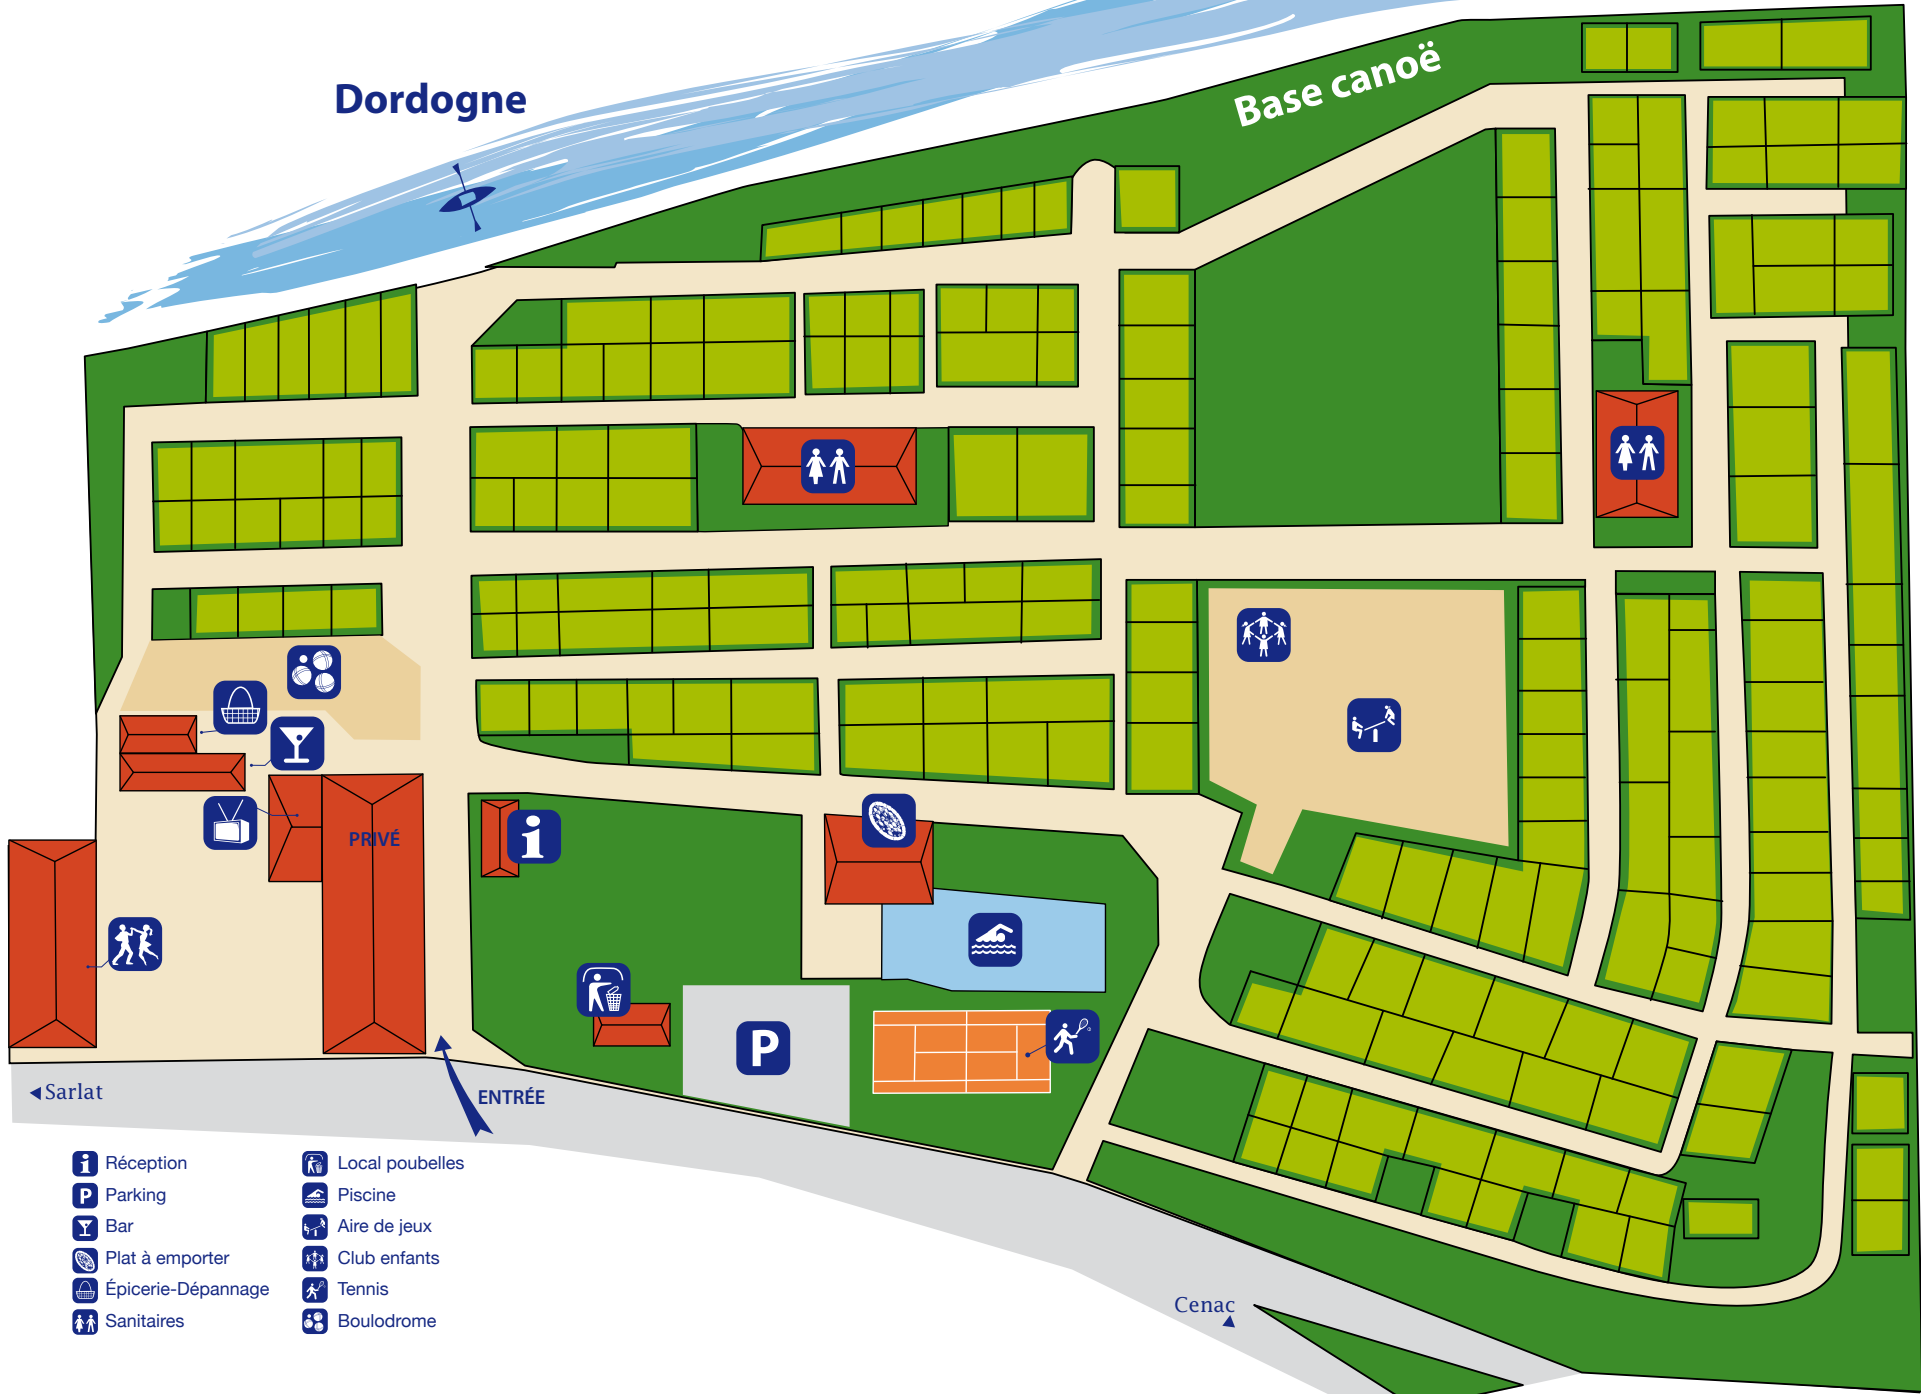 Dordogne
Base canoë
PRIVÉ
i
P
ENTRÉE
Sarlat
Cenac
i Réception
P Parking
Bar
Plat à emporter
Épicerie-Dépannage
Sanitaires
Local poubelles
Piscine
Aire de jeux
Club enfants
Tennis
Boulodrome